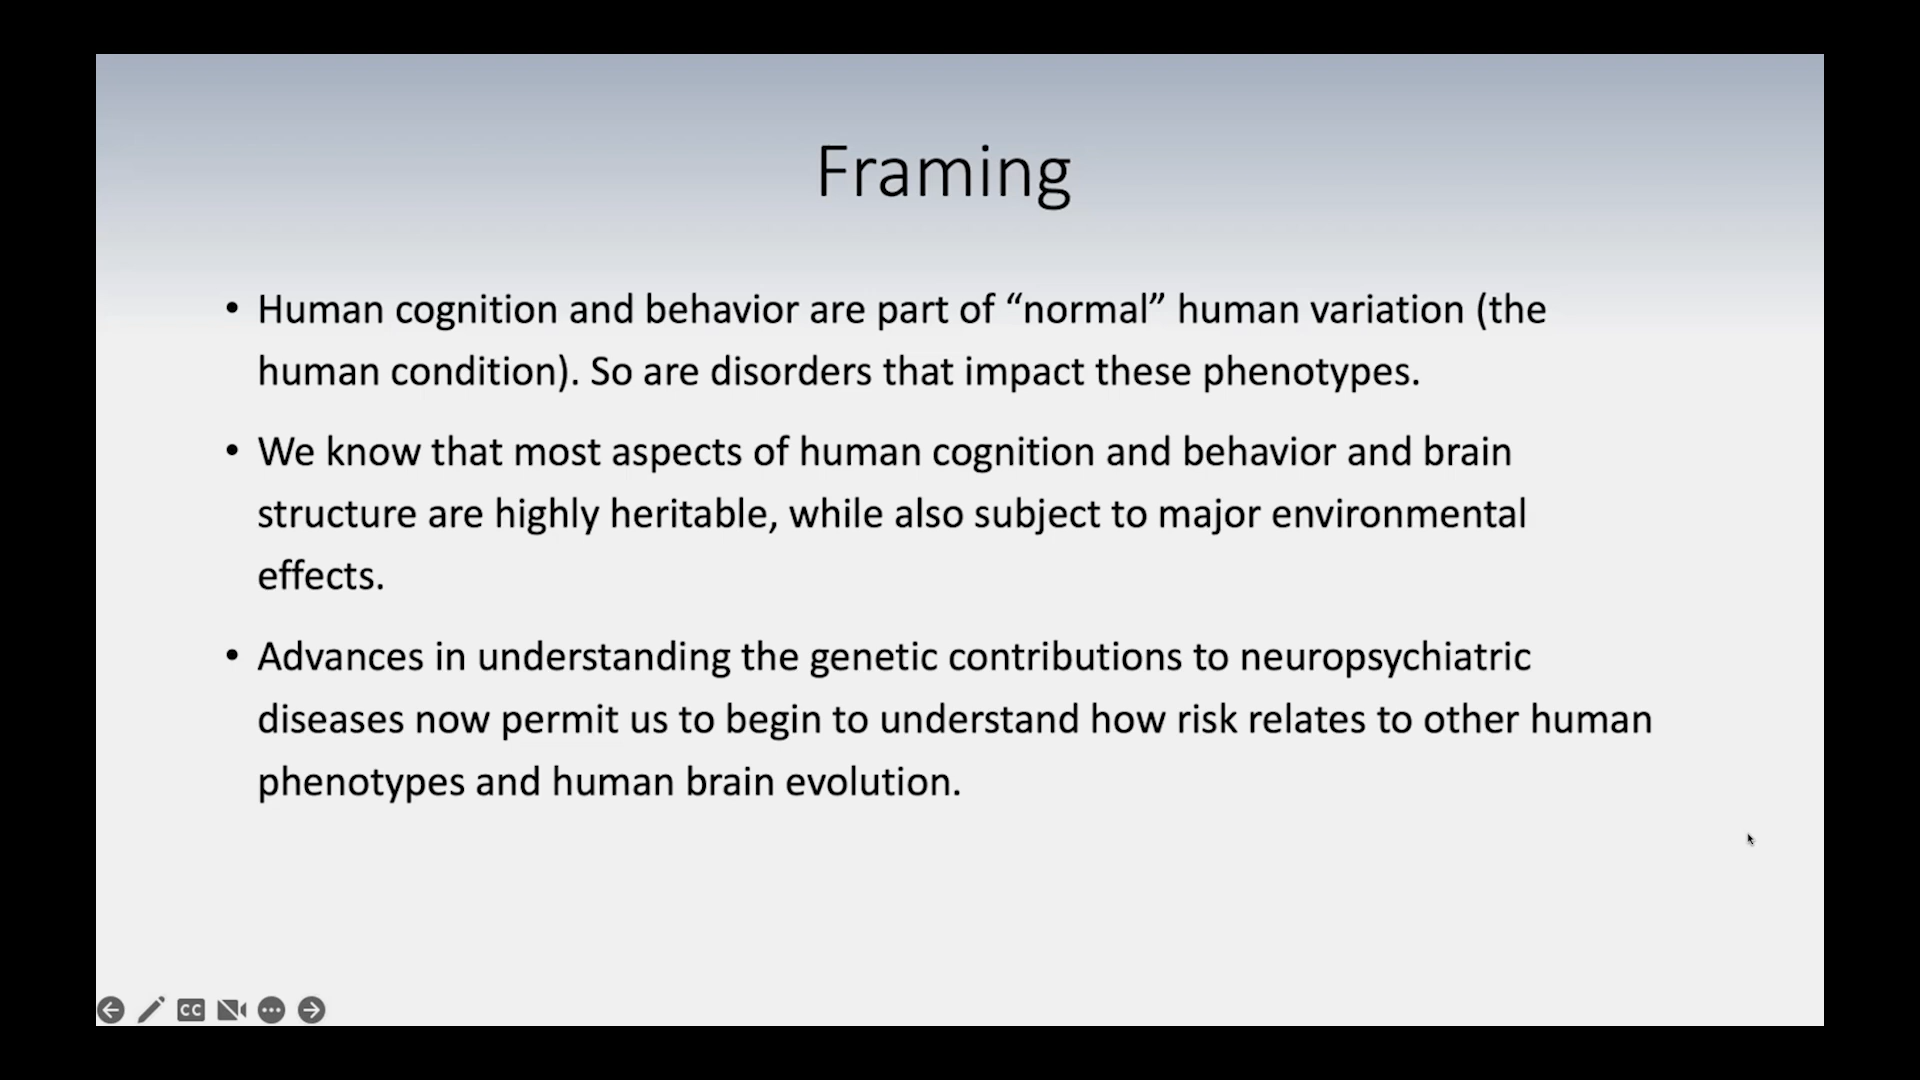 Framing
• Human cognition and behavior are part of “normal” human variation (the
human condition). So are disorders that impact these phenotypes.
• We know that most aspects of human cognition and behavior and brain
structure are highly heritable, while also subject to major environmental
effects.
• Advances in understanding the genetic contributions to neuropsychiatric
diseases now permit us to begin to understand how risk relates to other human
phenotypes and human brain evolution.
CC